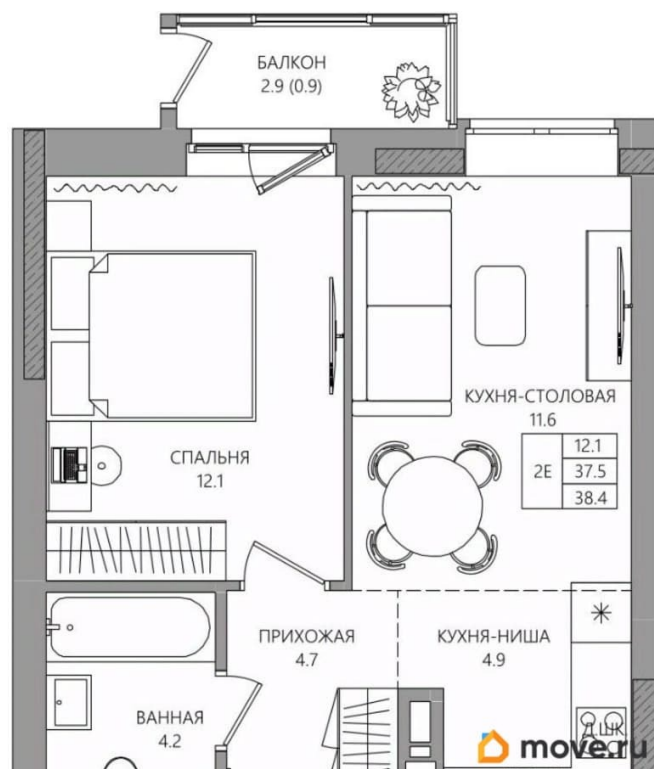 БАЛКОН
2.9 (0.9)
КУХНЯ-СТОЛОВАЯ
11.6
2Е
12.1
37.5
38.4
СПАЛЬНЯ
12.1
ПРИХОЖАЯ
4.7
КУХНЯ-НИША
4.9
ВАННАЯ
4.2
Д.ШК
move.ru